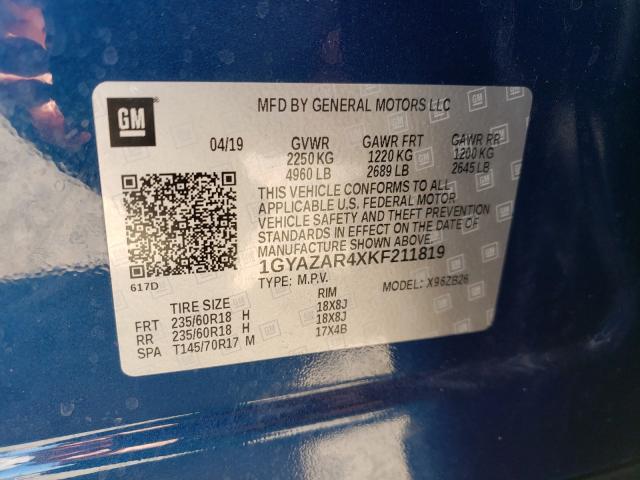 GM
MFD BY GENERAL MOTORS LLC
04/19 GVWR GAWR FRT GAWR RR
2250 KG 1220 KG 1200 KG
4960 LB 2689 LB 2645 LB
THIS VEHICLE CONFORMS TO ALL
APPLICABLE U.S. FEDERAL MOTOR
VEHICLE SAFETY AND THEFT PREVENTION
STANDARDS IN EFFECT ON THE DATE OF
MANUFACTURE SHOWN ABOVE.
1GYAZAR4XKF211819
617D
TYPE: M.P.V. MODEL: X96ZB26
TIRE SIZE RIM
FRT 235/60R18 H 18X8J
RR 235/60R18 H 18X8J
SPA T145/70R17 M 17X4B